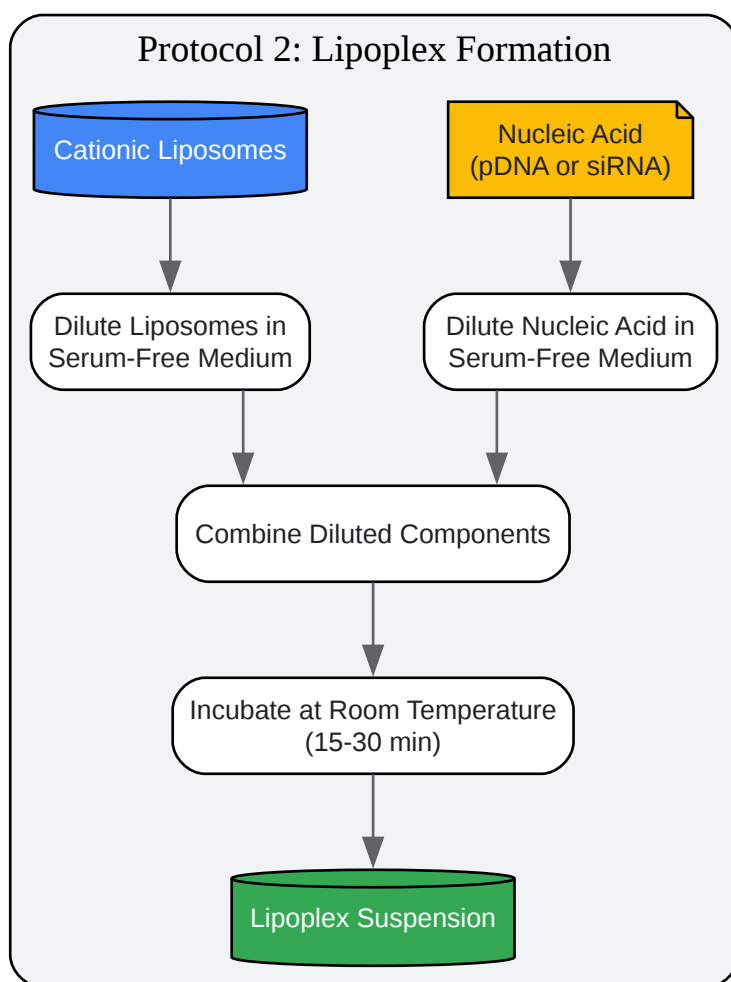 Protocol 2: Lipoplex Formation
Cationic Liposomes
Nucleic Acid
(pDNA or siRNA)
Dilute Liposomes in
Serum-Free Medium
Dilute Nucleic Acid in
Serum-Free Medium
Combine Diluted Components
Incubate at Room Temperature
(15-30 min)
Lipoplex Suspension